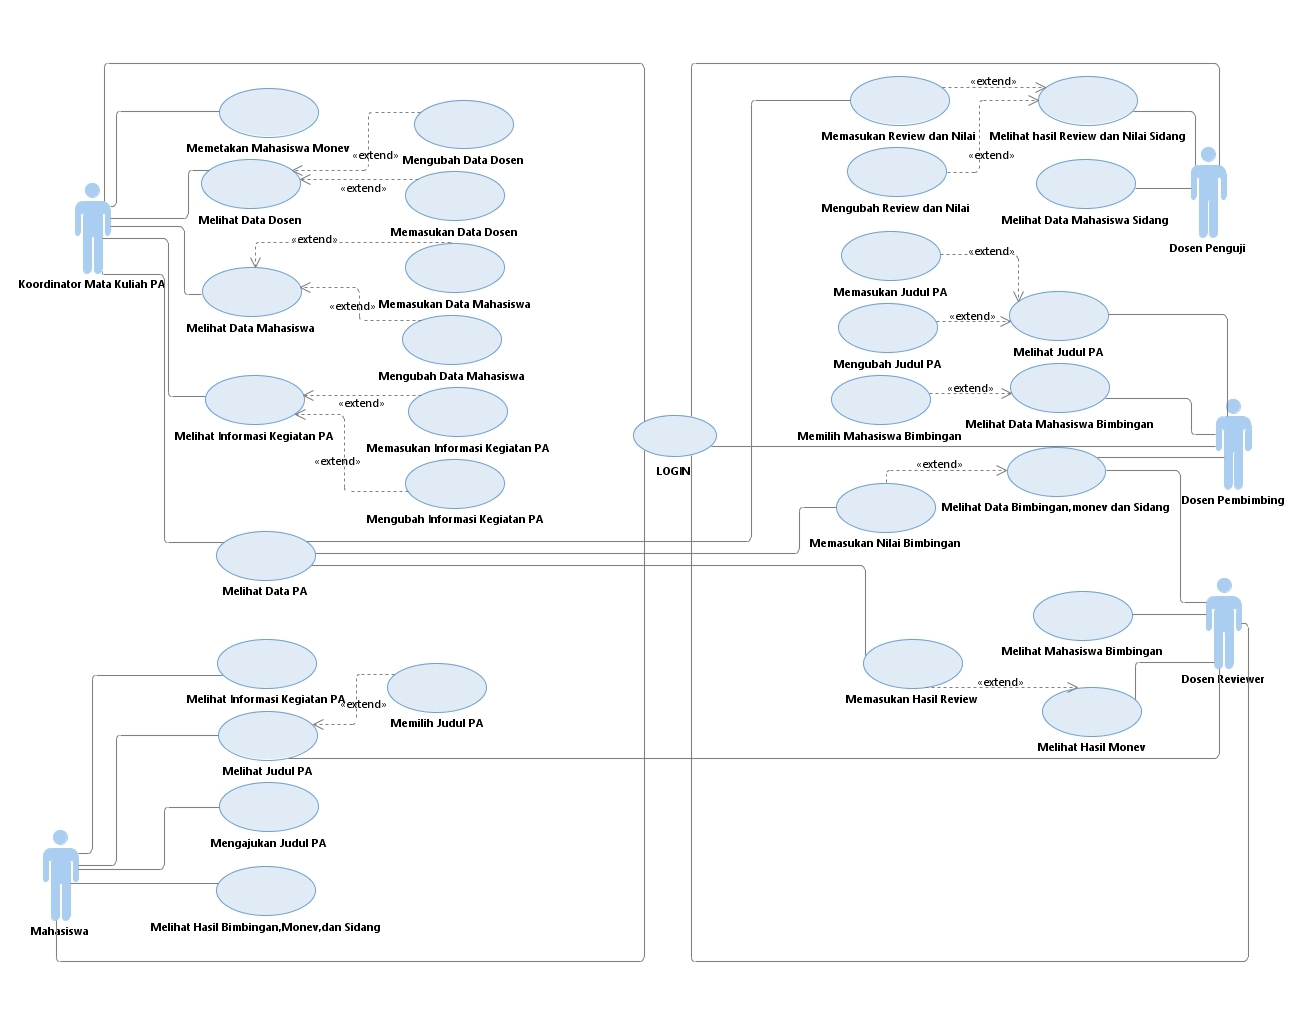 «extend»
Memetakan Mahasiswa Monev
Memasukan Review dan Nilai
Melihat hasil Review dan Nilai Sidang
«extend»
Mengubah Data Dosen
«extend»
«extend»
Melihat Data Dosen
Mengubah Review dan Nilai
Melihat Data Mahasiswa Sidang
Memasukan Data Dosen
«extend»
Dosen Penguji
«extend»
Koordinator Mata Kuliah PA
Memasukan Judul PA
Memasukan Data Mahasiswa
«extend»
«extend»
Melihat Data Mahasiswa
Melihat Judul PA
Mengubah Judul PA
Mengubah Data Mahasiswa
«extend»
«extend»
Melihat Data Mahasiswa Bimbingan
Melihat Informasi Kegiatan PA
Memilih Mahasiswa Bimbingan
Memasukan Informasi Kegiatan PA
«extend»
«extend»
LOGIN
Dosen Pembimbing
Melihat Data Bimbingan,monev dan Sidang
Mengubah Informasi Kegiatan PA
Memasukan Nilai Bimbingan
Melihat Data PA
Melihat Mahasiswa Bimbingan
Dosen Reviewer
«extend»
Melihat Informasi Kegiatan PA
Memasukan Hasil Review
«extend»
Memilih Judul PA
Melihat Hasil Monev
Melihat Judul PA
Mengajukan Judul PA
Melihat Hasil Bimbingan,Monev,dan Sidang
Mahasiswa